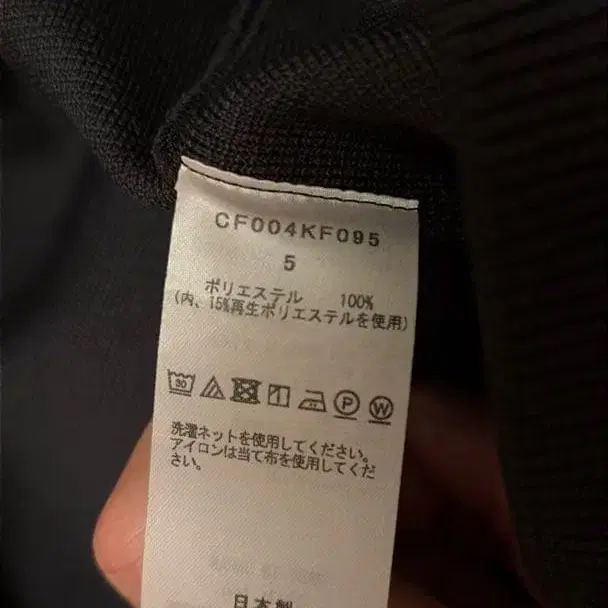 CF004KF095
5
ポリエステル 100%
(内、15%再生ポリエステルを使用)
30 P W
洗濯ネットを使用してください。
アイロンは当て布を使用してくだ
さい。
日本製